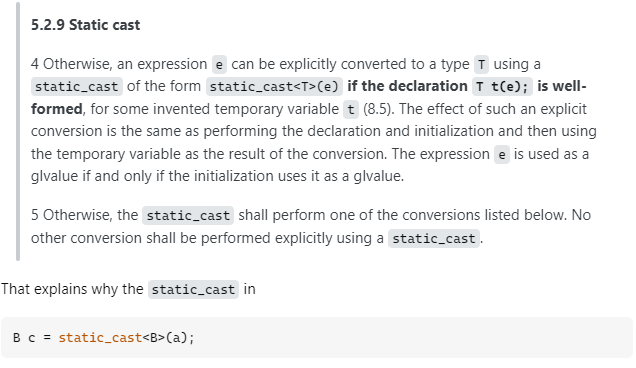 5.2.9 Static cast
4 Otherwise, an expression e can be explicitly converted to a type T using a
static_cast of the form static_cast<T>(e) if the declaration T t(e); is well-
formed, for some invented temporary variable t (8.5). The effect of such an explicit
conversion is the same as performing the declaration and initialization and then using
the temporary variable as the result of the conversion. The expression e is used as a
glvalue if and only if the initialization uses it as a glvalue.
5 Otherwise, the static_cast shall perform one of the conversions listed below. No
other conversion shall be performed explicitly using a static_cast.
That explains why the static_cast in
B c = static_cast<B>(a);